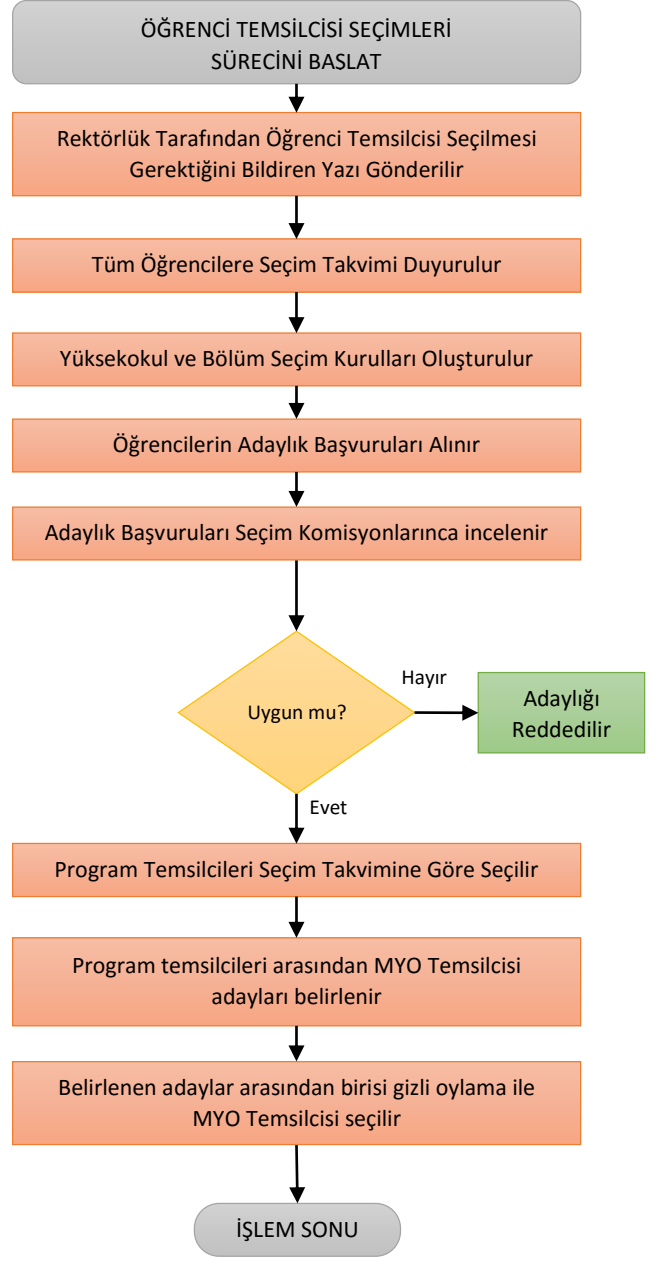 ÖĞRENCİ TEMSİLCİSİ SEÇİMLERİ
SÜRECİNİ BAŞLAT
Rektörlük Tarafından Öğrenci Temsilcisi Seçilmesi
Gerektiğini Bildiren Yazı Gönderilir
Tüm Öğrencilere Seçim Takvimi Duyurulur
Yüksekokul ve Bölüm Seçim Kurulları Oluşturulur
Öğrencilerin Adaylık Başvuruları Alınır
Adaylık Başvuruları Seçim Komisyonlarınca incelenir
Uygun mu?
Hayır
Adaylığı
Reddedilir
Evet
Program Temsilcileri Seçim Takvimine Göre Seçilir
Program temsilcileri arasından MYO Temsilcisi
adayları belirlenir
Belirlenen adaylar arasından birisi gizli oylama ile
MYO Temsilcisi seçilir
İŞLEM SONU